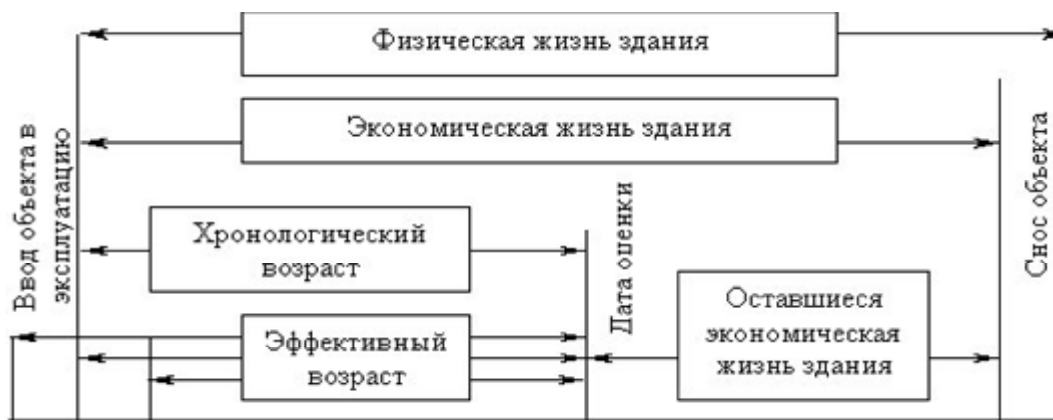 Физическая жизнь здания
Экономическая жизнь здания
Ввод объекта в
эксплуатацию
Хронологический
возраст
Эффективный
возраст
Дата оценки
Оставшиеся
экономическая
жизнь здания
Снос объекта